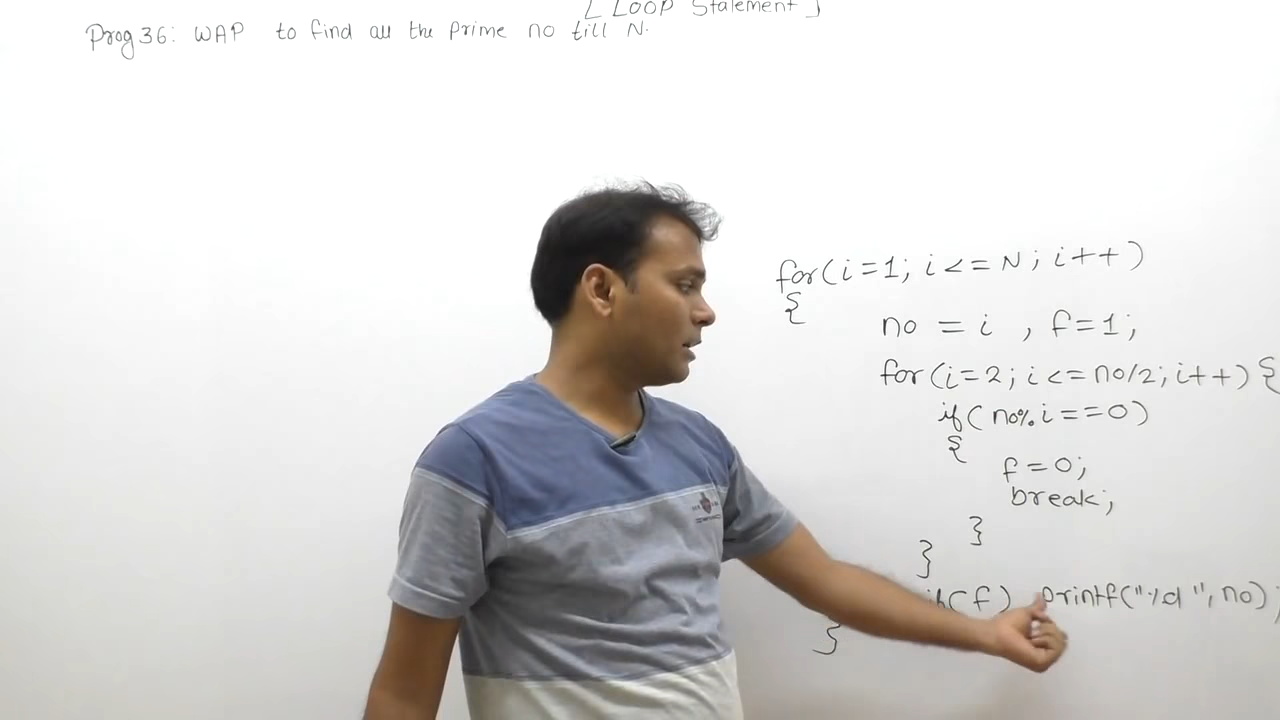 [ Loop Statement ]
Prog 36: WAP to find all the prime no till N.
for(i=1; i<=N; i++)
{
no = i , f=1;
for(i=2; i<=no/2; i++) {
if( no%i==0)
{
f=0;
break;
}
}
if( f) printf("%d ", no);
}